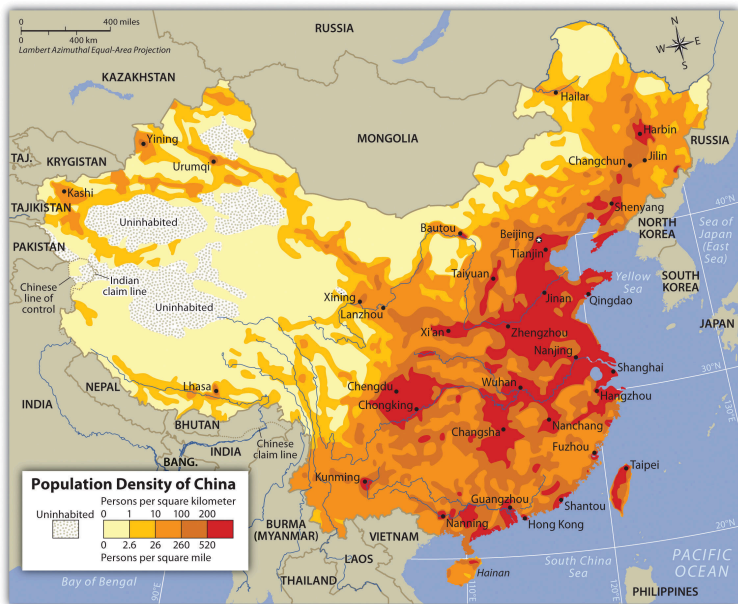 0 400 miles
0 400 km
Lambert Azimuthal Equal-Area Projection
RUSSIA
N
W E
S
KAZAKHSTAN
Hailar
MONGOLIA
Harbin
RUSSIA
Yining
TAJ.
KRYGISTAN
Urumqi
Changchun
Jilin
Kashi
TAJIKISTAN
Shenyang
40°N
Uninhabited
Bautou
Beijing
NORTH
KOREA
Sea of
Japan
(East
Sea)
PAKISTAN
Tianjin
Indian
claim line
Chinese
line of
control
Taiyuan
Yellow
Sea
SOUTH
KOREA
Uninhabited
Xining
Lanzhou
Jinan
Qingdao
JAPAN
Xi'an
Zhengzhou
Nanjing
Shanghai
30°N
NEPAL
Lhasa
Chengdu
Wuhan
Hangzhou
130°E
INDIA
Chongking
BHUTAN
Changsha
Nanchang
INDIA
Chinese
claim line
Fuzhou
BANG.
Taipei
Population Density of China
Persons per square kilometer
Uninhabited
0 1 10 100 200
0 2.6 26 260 520
Persons per square mile
Kunming
Guangzhou
Shantou
Nanning
Hong Kong
BURMA
(MYANMAR)
VIETNAM
20°N
LAOS
Hainan
South China
Sea
PACIFIC
OCEAN
Bay of Bengal
THAILAND
110°E
120°E
PHILIPPINES